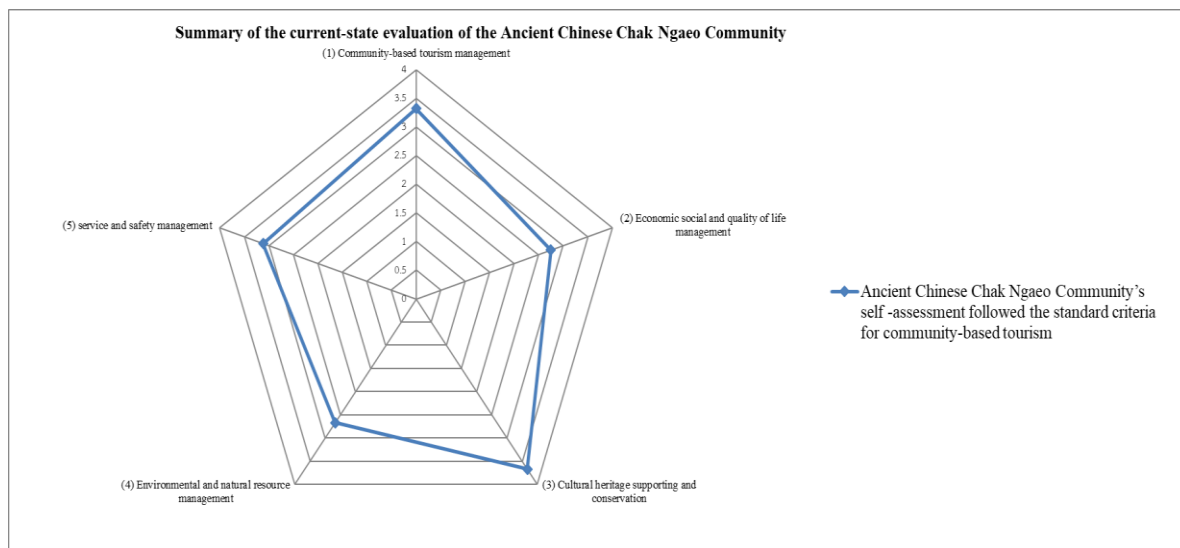 Summary of the current-state evaluation of the Ancient Chinese Chak Ngaeo Community
(1) Community-based tourism management
4
3.5
3
2.5
2
1.5
1
0.5
0
(2) Economic social and quality of life
management
(3) Cultural heritage supporting and
conservation
(4) Environmental and natural resource
management
(5) service and safety management
Ancient Chinese Chak Ngaeo Community’s
self -assessment followed the standard criteria
for community-based tourism